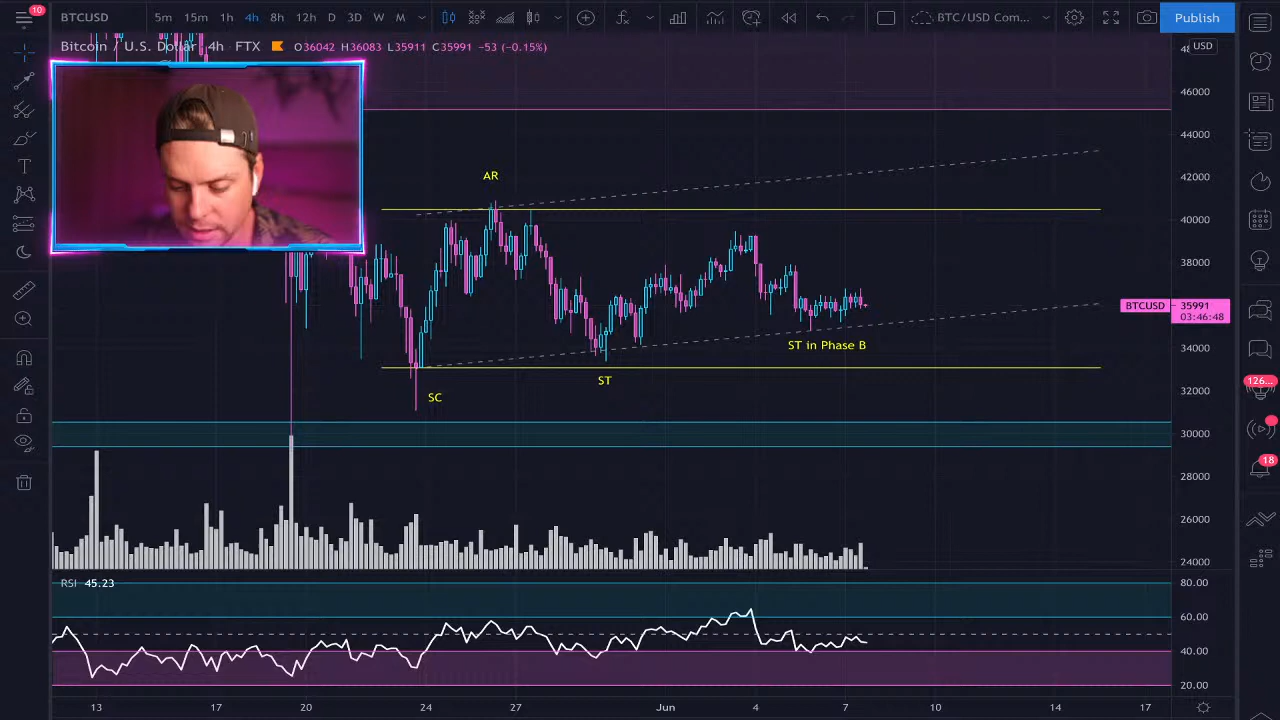 10
BTCUSD 5m 15m 1h 4h 8h 12h D 3D W M BTC/USD Com... Publish
Bitcoin / U.S. Dollar 4h FTX O36042 H36083 L35911 C35991 −53 (−0.15%)
USD
46000
44000
AR
42000
40000
38000
BTCUSD 35991
03:46:48
ST in Phase B
34000
ST
126...
32000
SC
30000
18
28000
26000
24000
RSI 45.23
80.00
60.00
40.00
20.00
13 17 20 24 27 Jun 4 7 10 14 17